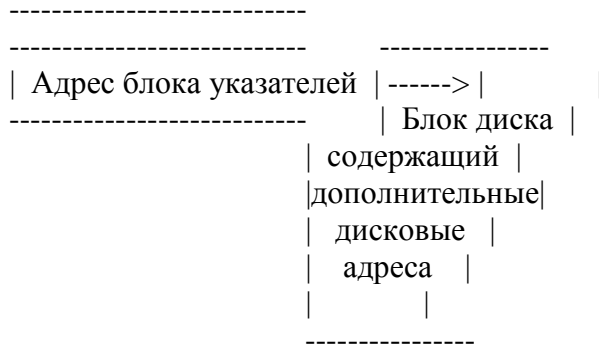 ----------------------------
---------------------------- ----------------
| Адрес блока указателей | ------> | |
---------------------------- | Блок диска |
| содержащий |
|дополнительные|
| дисковые |
| адреса |
| |
----------------